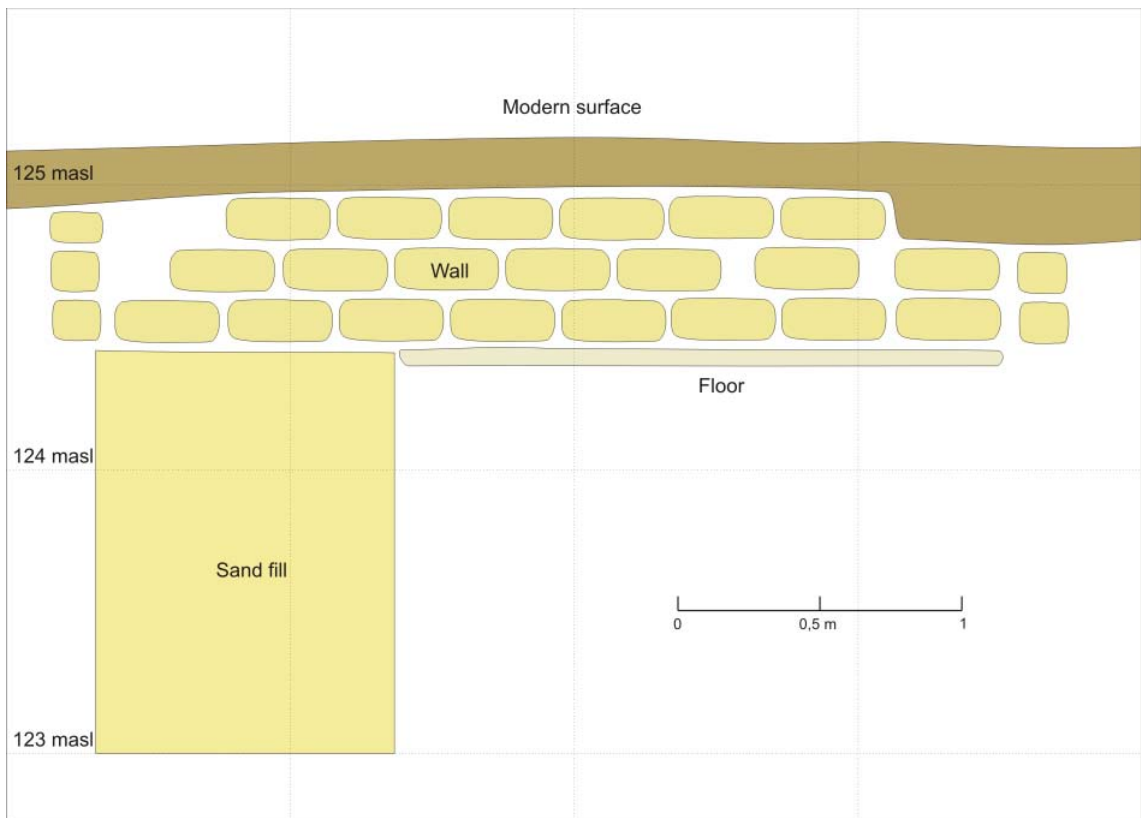 Modern surface
125 masl
Wall
Floor
124 masl
Sand fill
0 0,5 m 1
123 masl